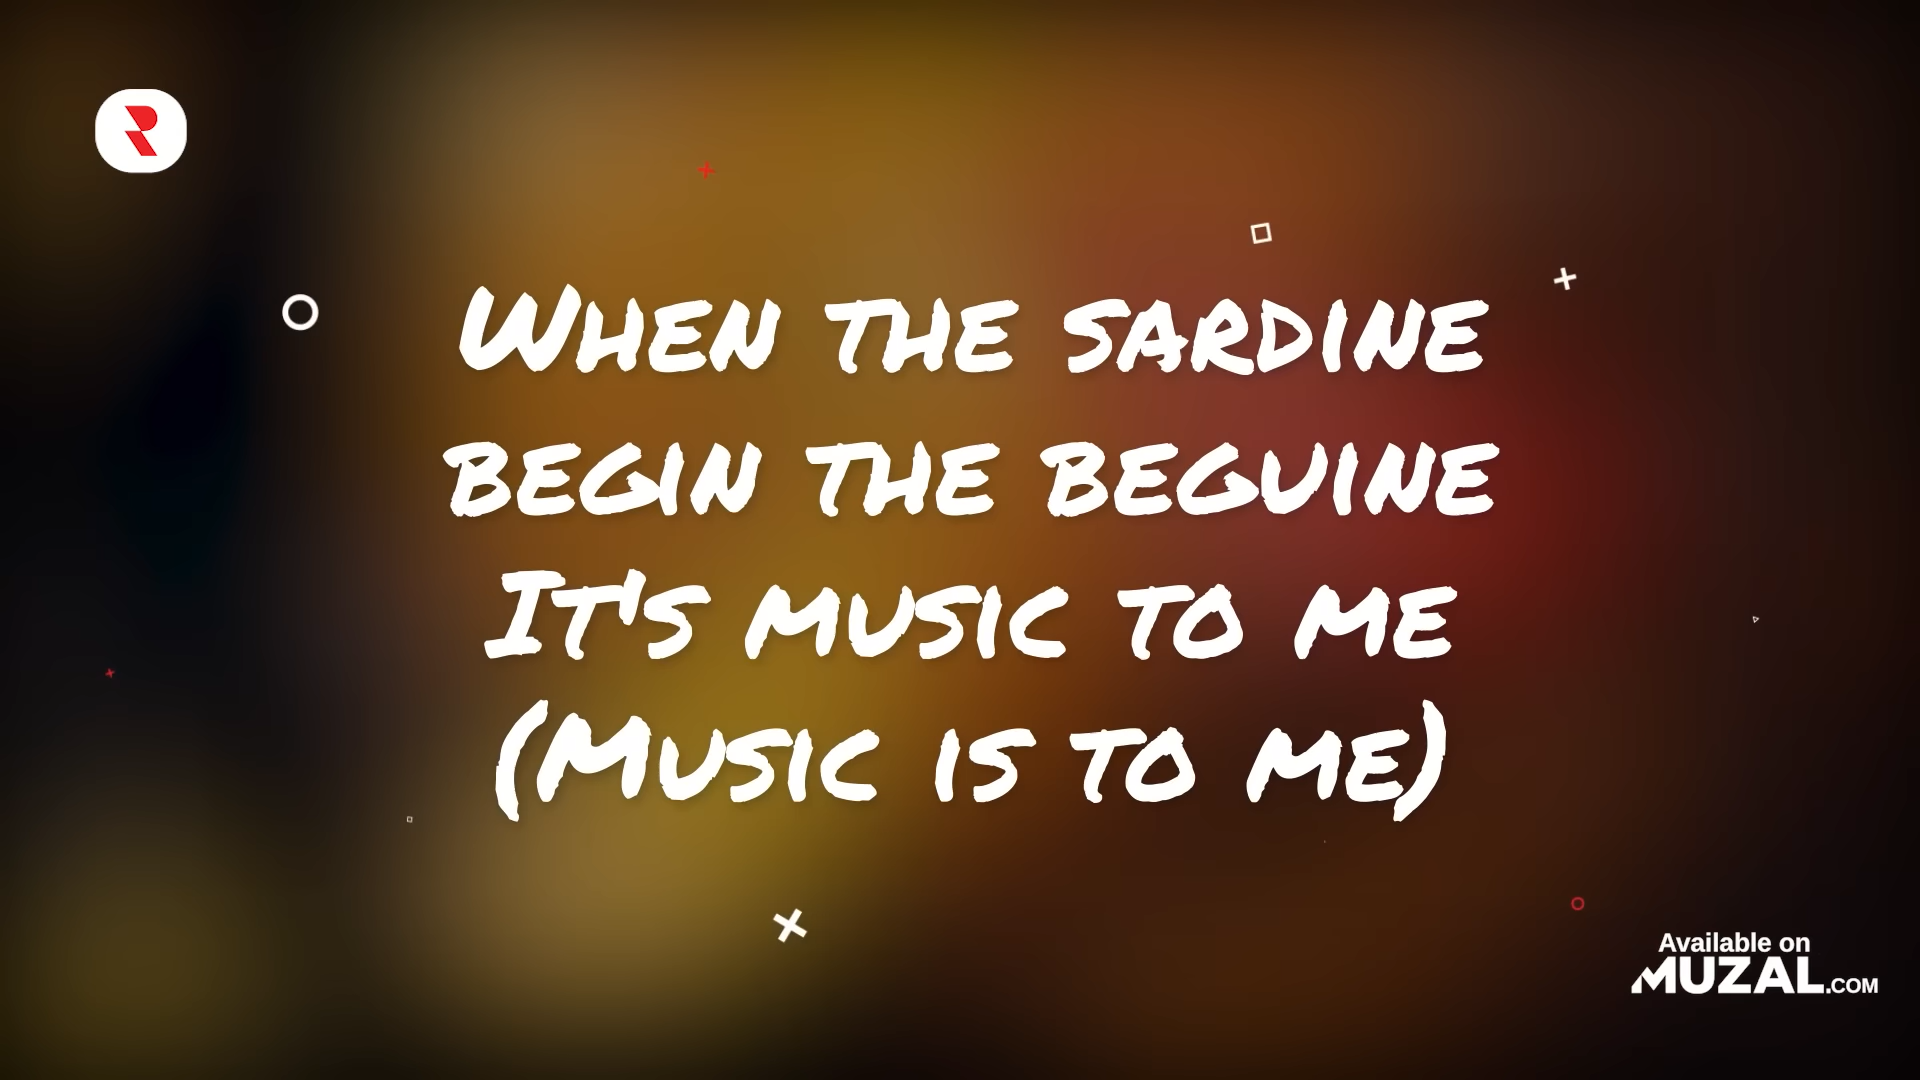 When the sardine
begin the beguine
It's music to me
(Music is to me)
Available on
MUZAL.COM